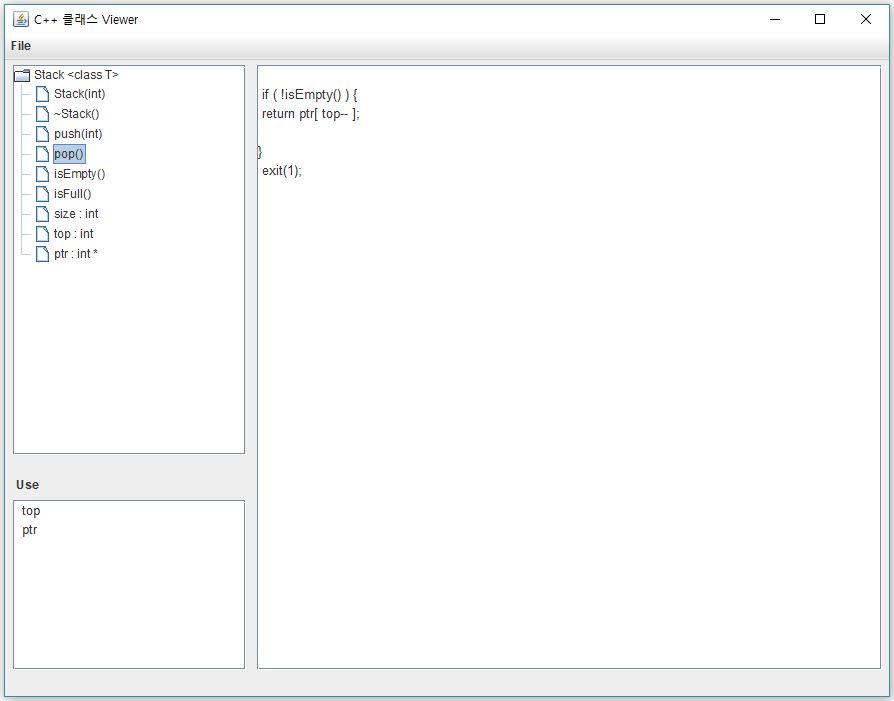 C++ 클래스 Viewer
File
Stack <class T>
Stack(int)
~Stack()
push(int)
pop()
isEmpty()
isFull()
size : int
top : int
ptr : int *
Use
top
ptr
if ( !isEmpty() ) {
return ptr[ top-- ];
}
exit(1);